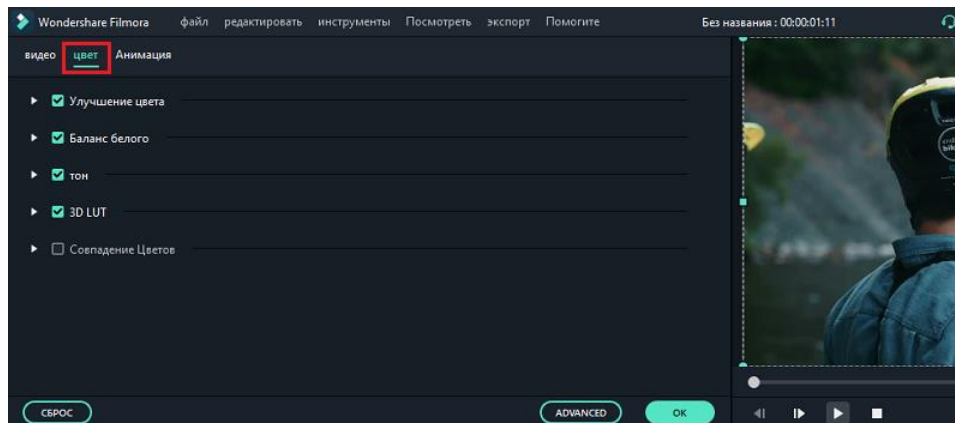 Wondershare Filmora файл редактировать инструменты Посмотреть экспорт Помогите Без названия : 00:00:01:11
видео цвет Анимация
Улучшение цвета
Баланс белого
тон
3D LUT
Совпадение Цветов
СБРОС ADVANCED OK